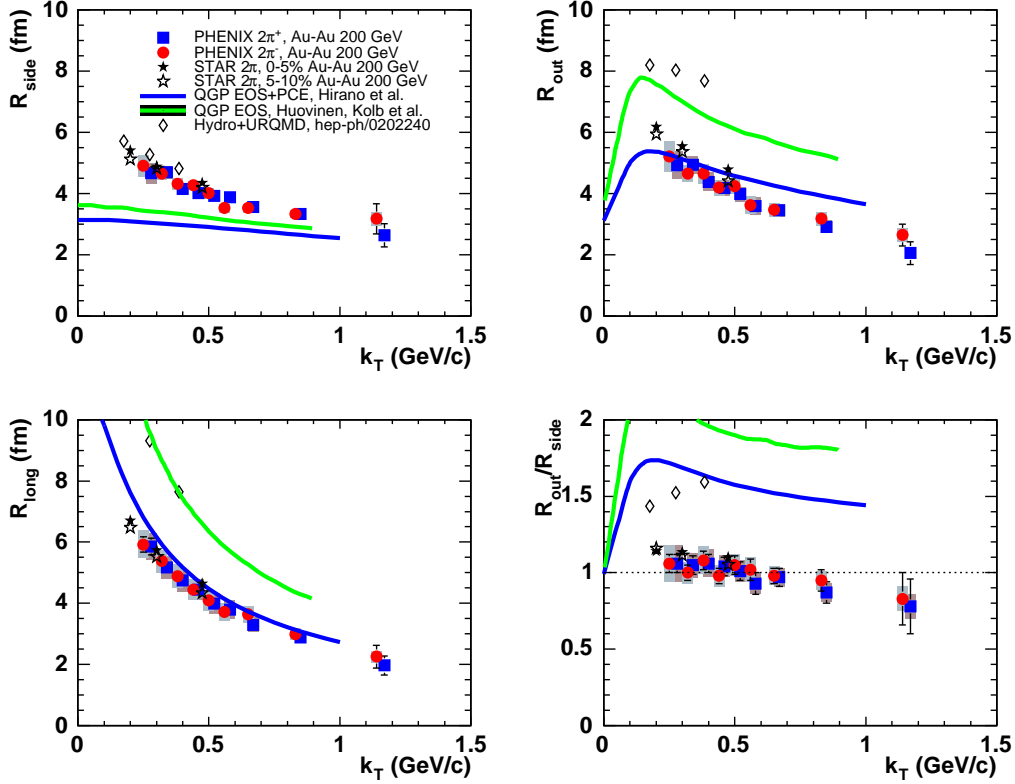 R_side (fm)
10
8
6
4
2
0
PHENIX 2π⁺, Au-Au 200 GeV
PHENIX 2π⁻, Au-Au 200 GeV
STAR 2π, 0-5% Au-Au 200 GeV
STAR 2π, 5-10% Au-Au 200 GeV
QGP EOS+PCE, Hirano et al.
QGP EOS, Huovinen, Kolb et al.
Hydro+URQMD, hep-ph/0202240
0 0.5 1 1.5
k_T (GeV/c)
R_out (fm)
10
8
6
4
2
0
0 0.5 1 1.5
k_T (GeV/c)
R_long (fm)
10
8
6
4
2
0
0 0.5 1 1.5
k_T (GeV/c)
R_out/R_side
2
1.5
1
0.5
0
0 0.5 1 1.5
k_T (GeV/c)